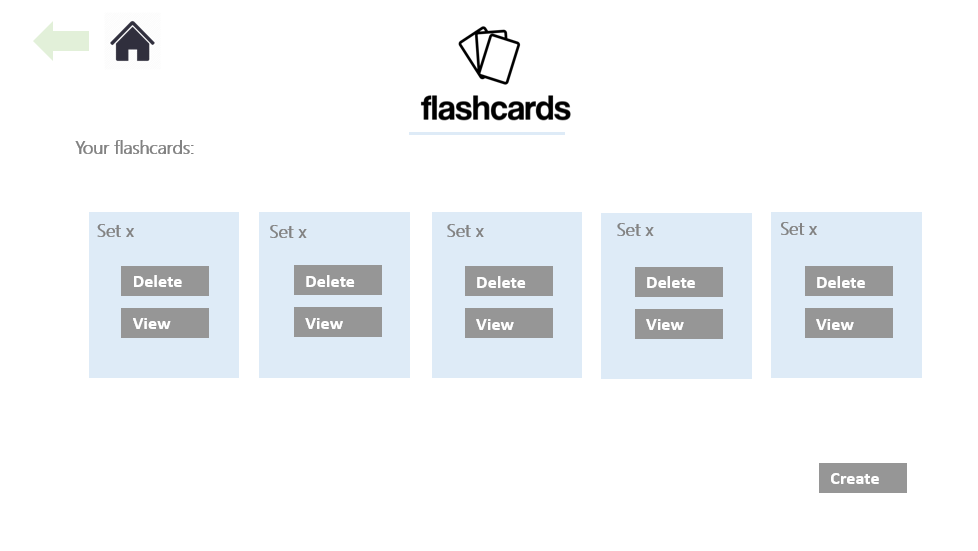 flashcards
Your flashcards:
Set x
Delete
View
Set x
Delete
View
Set x
Delete
View
Set x
Delete
View
Set x
Delete
View
Create